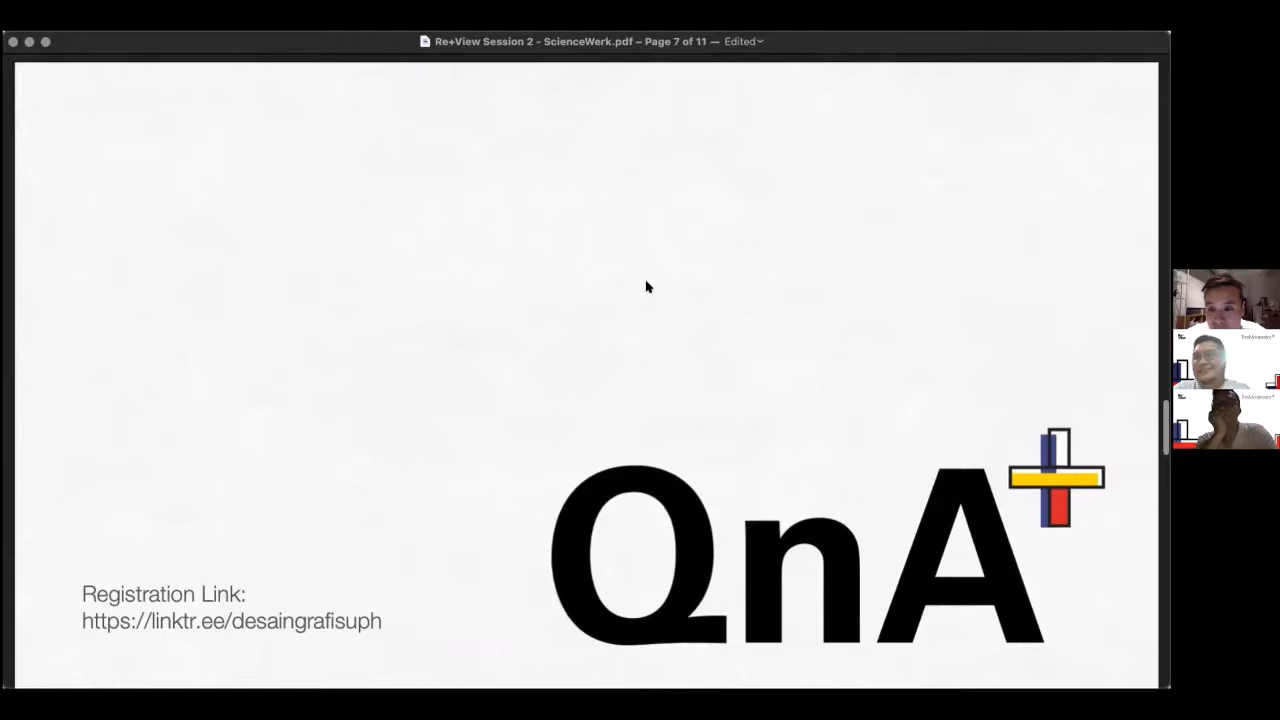 Re+View Session 2 - ScienceWerk.pdf – Page 7 of 11 — Edited
QnA
Registration Link:
https://linktr.ee/desaingrafisuph